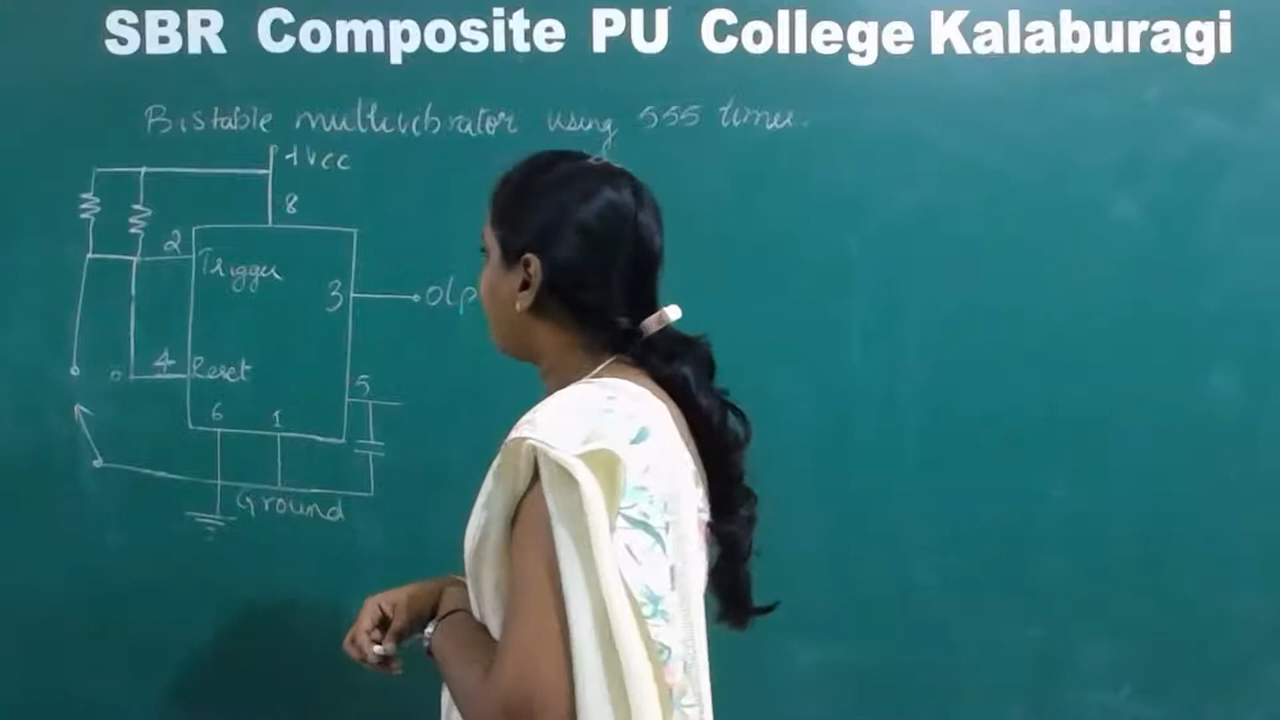 SBR Composite PU College Kalaburagi
Bistable multivibrator using 555 timer.
+Vcc
8
2
Trigger
3
o/p
4
Reset
5
6
1
Ground